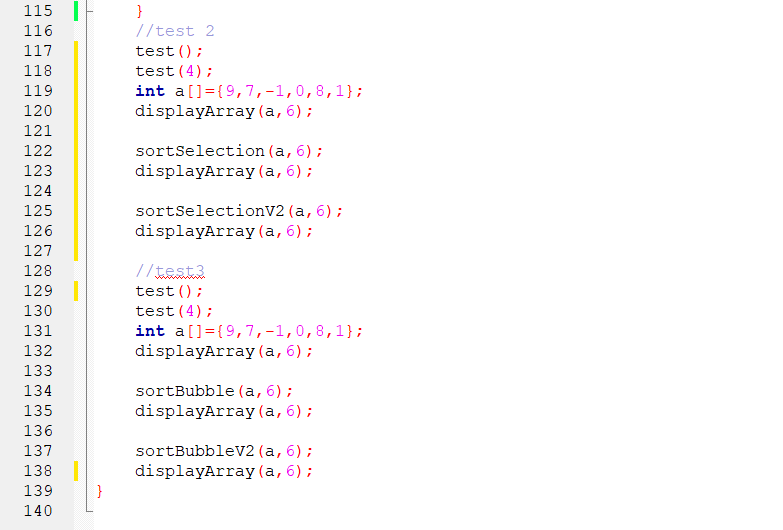 115 }
116 //test 2
117 test();
118 test(4);
119 int a[]={9,7,-1,0,8,1};
120 displayArray(a,6);
121
122 sortSelection(a,6);
123 displayArray(a,6);
124
125 sortSelectionV2(a,6);
126 displayArray(a,6);
127
128 //test3
129 test();
130 test(4);
131 int a[]={9,7,-1,0,8,1};
132 displayArray(a,6);
133
134 sortBubble(a,6);
135 displayArray(a,6);
136
137 sortBubbleV2(a,6);
138 displayArray(a,6);
139 }
140